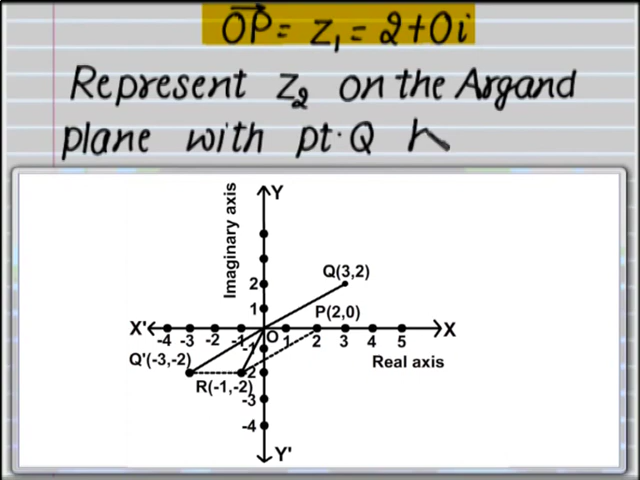 OP = z₁ = 2+0i
Represent z₂ on the Argand
plane with pt. Q
Imaginary axis
Y
Q(3,2)
2
1
P(2,0)
X' -4 -3 -2 -1 O 1 2 3 4 5 X
-1
Real axis
Q'(-3,-2)
-2
R(-1,-2)
-3
-4
Y'